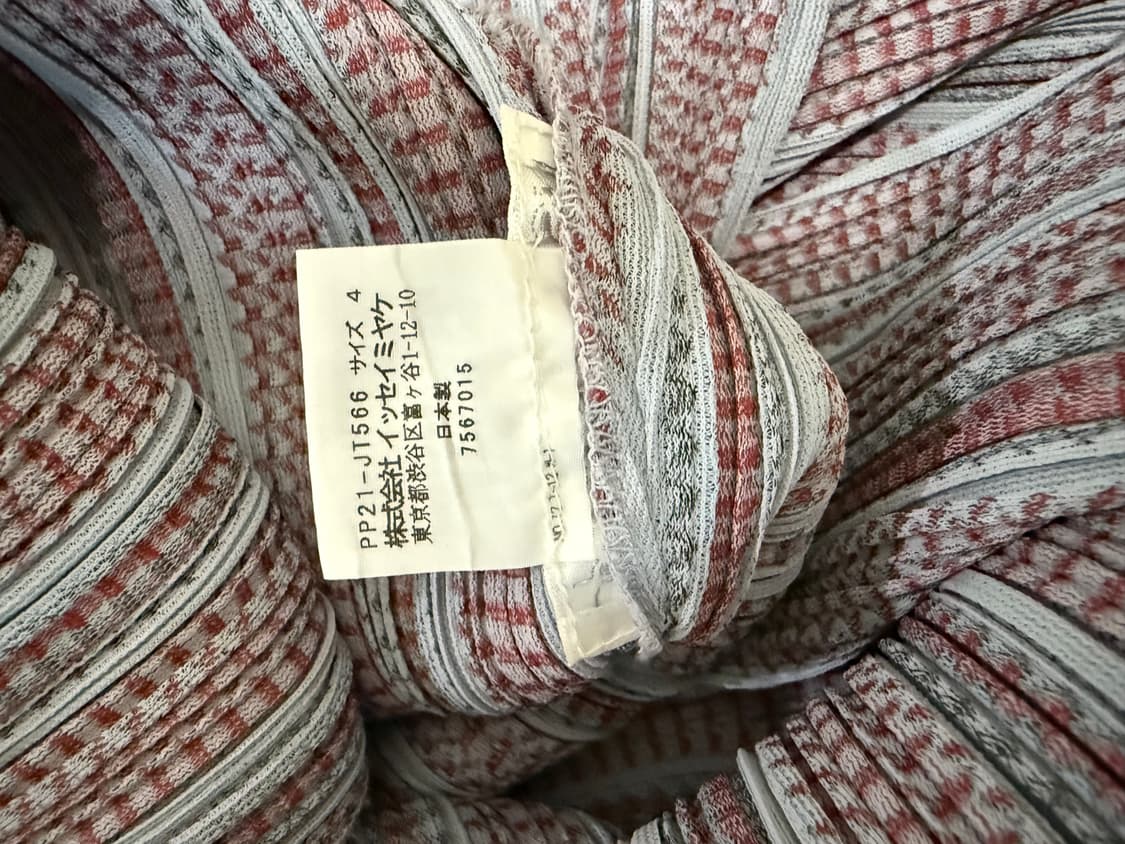 PP21-JT566 サイズ 4
株式会社 イッセイミヤケ
東京都渋谷区富ヶ谷1-12-10
日本製
7567015